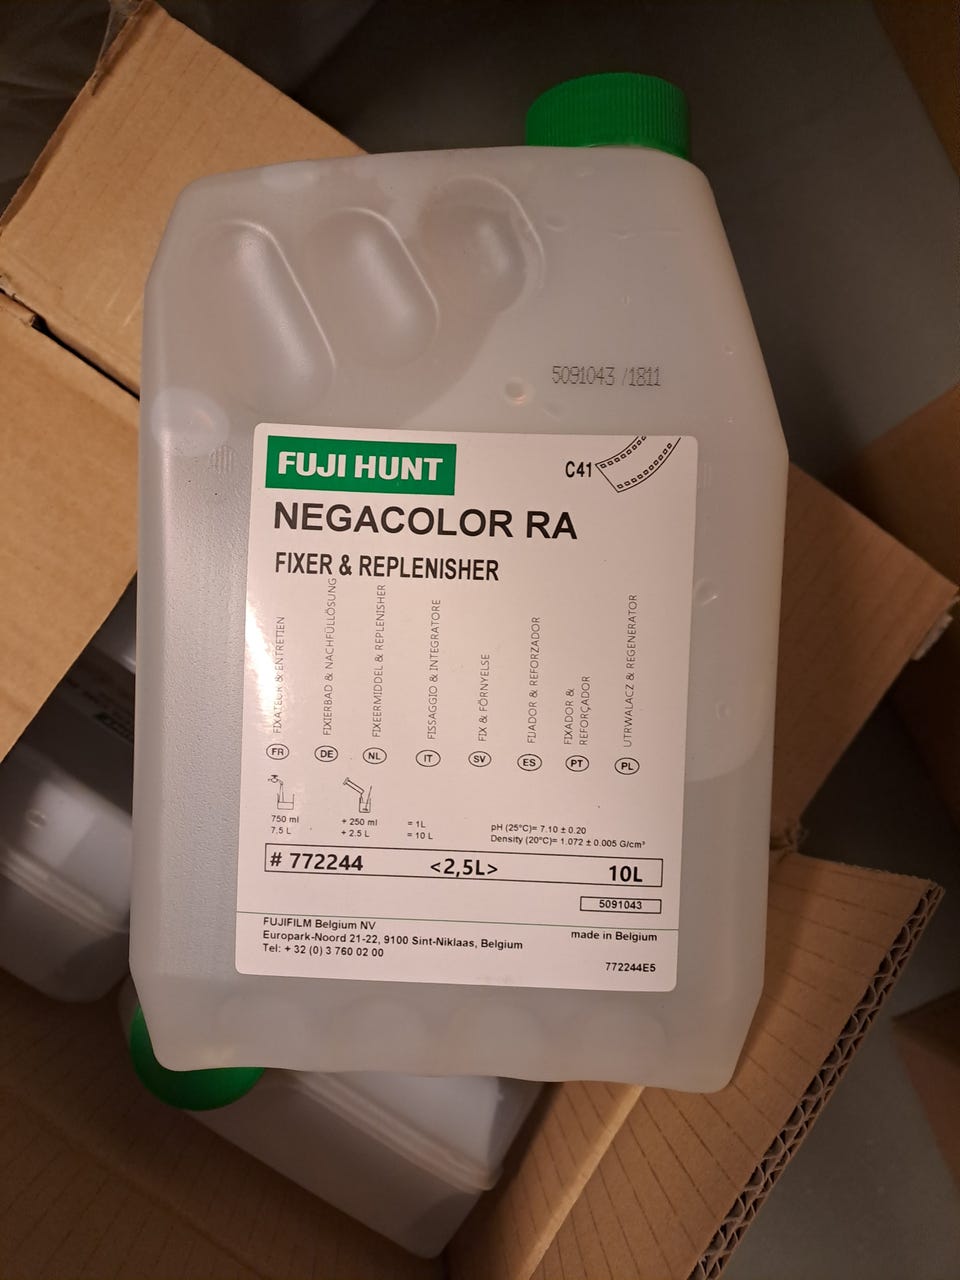 5091043 /1811
FUJI HUNT
C41
NEGACOLOR RA
FIXER & REPLENISHER
FIXATEUR & ENTRETIEN
FIXIERBAD & NACHFÜLLÖSUNG
FIXEERMIDDEL & REPLENISHER
FISSAGGIO & INTEGRATORE
FIX & FÖRNYELSE
FIJADOR & REFORZADOR
FIXADOR &
REFORÇADOR
UTRWALACZ & REGENERATOR
FR DE NL IT SV ES PT PL
750 ml + 250 ml = 1L
7.5 L + 2.5 L = 10 L
pH (25°C)= 7.10 ± 0.20
Density (20°C)= 1.072 ± 0.005 G/cm³
# 772244 <2,5L> 10L
5091043
FUJIFILM Belgium NV
Europark-Noord 21-22, 9100 Sint-Niklaas, Belgium
Tel: + 32 (0) 3 760 02 00
made in Belgium
772244E5